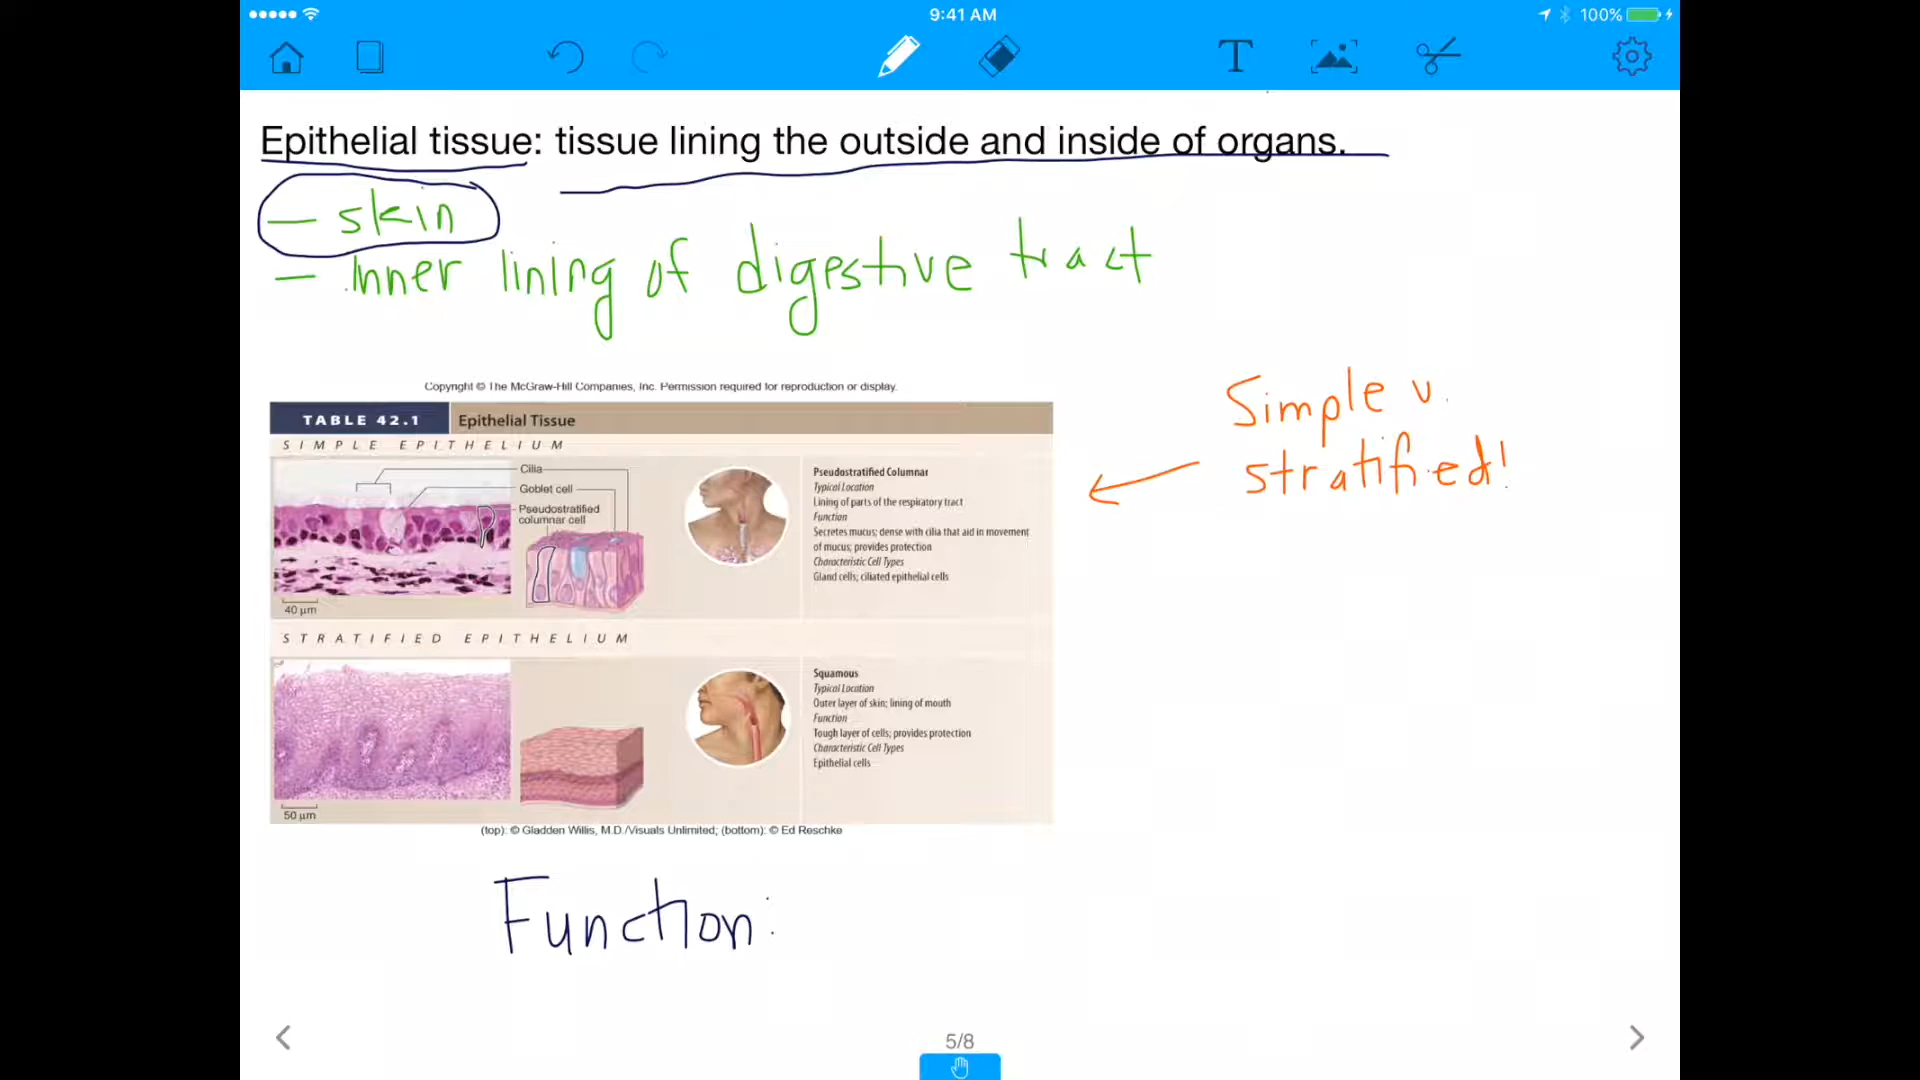 9:41 AM
100%
T
Epithelial tissue: tissue lining the outside and inside of organs.
— skin
— Inner lining of digestive tract
Copyright © The McGraw-Hill Companies, Inc. Permission required for reproduction or display.
TABLE 42.1 Epithelial Tissue
SIMPLE EPITHELIUM
Cilia
Goblet cell
Pseudostratified
columnar cell
40 µm
Pseudostratified Columnar
Typical Location
Lining of parts of the respiratory tract
Function
Secretes mucus; dense with cilia that aid in movement
of mucus; provides protection
Characteristic Cell Types
Gland cells; ciliated epithelial cells
Simple v.
stratified!
STRATIFIED EPITHELIUM
50 µm
Squamous
Typical Location
Outer layer of skin; lining of mouth
Function
Tough layer of cells; provides protection
Characteristic Cell Types
Epithelial cells
(top): © Gladden Willis, M.D./Visuals Unlimited; (bottom): © Ed Reschke
Function:
5/8